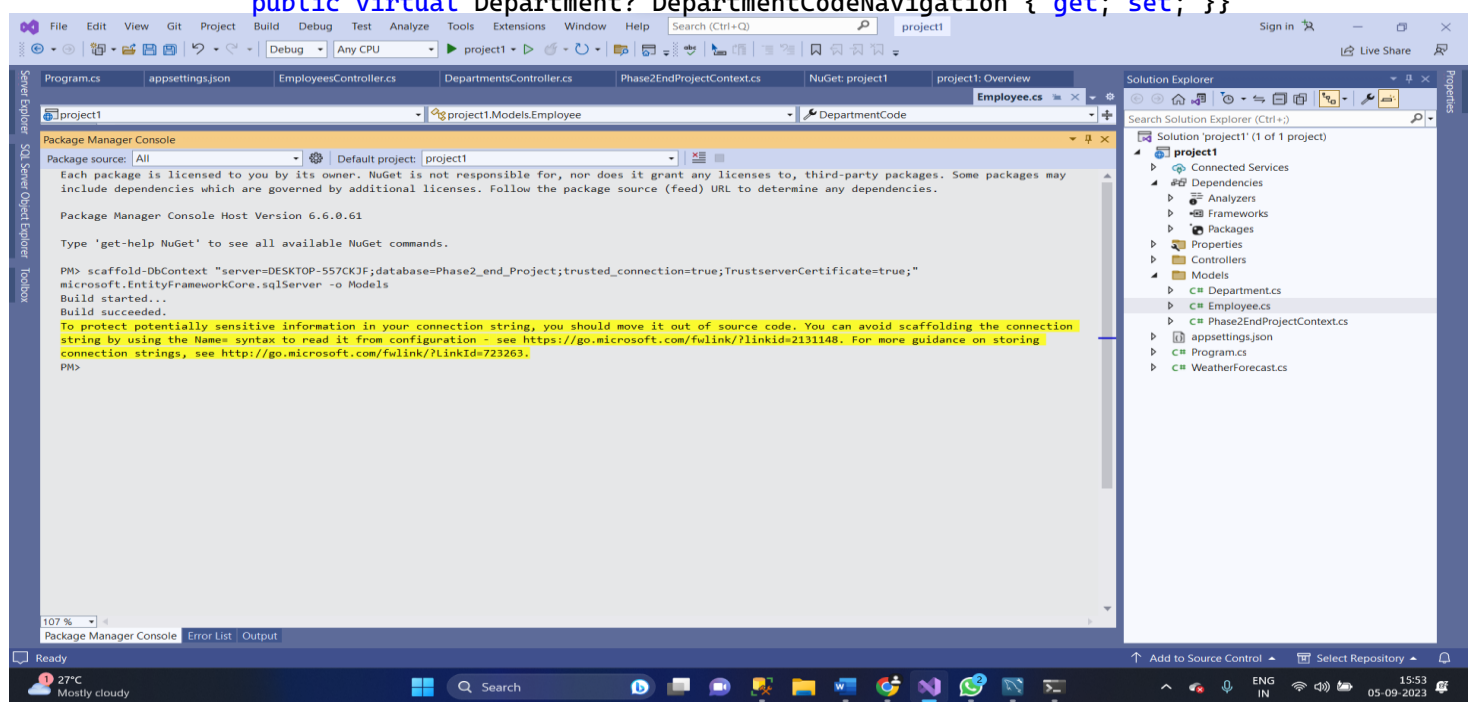 public virtual Department? DepartmentCodeNavigation { get; set; }}
File Edit View Git Project Build Debug Test Analyze Tools Extensions Window Help Search (Ctrl+Q) project1 Sign in
Debug Any CPU project1 Live Share
Server Explorer
SQL Server Object Explorer
Toolbox
Program.cs appsettings.json EmployeesController.cs DepartmentsController.cs Phase2EndProjectContext.cs NuGet: project1 project1: Overview
Employee.cs
project1 project1.Models.Employee DepartmentCode
Package Manager Console
Package source: All Default project: project1
Each package is licensed to you by its owner. NuGet is not responsible for, nor does it grant any licenses to, third-party packages. Some packages may
include dependencies which are governed by additional licenses. Follow the package source (feed) URL to determine any dependencies.
Package Manager Console Host Version 6.6.0.61
Type 'get-help NuGet' to see all available NuGet commands.
PM> scaffold-DbContext "server=DESKTOP-557CKJF;database=Phase2_end_Project;trusted_connection=true;TrustserverCertificate=true;"
microsoft.EntityFrameworkCore.sqlServer -o Models
Build started...
Build succeeded.
To protect potentially sensitive information in your connection string, you should move it out of source code. You can avoid scaffolding the connection
string by using the Name= syntax to read it from configuration - see https://go.microsoft.com/fwlink/?linkid=2131148. For more guidance on storing
connection strings, see http://go.microsoft.com/fwlink/?LinkId=723263.
PM>
107 %
Package Manager Console Error List Output
Solution Explorer
Search Solution Explorer (Ctrl+;)
Solution 'project1' (1 of 1 project)
project1
Connected Services
Dependencies
Analyzers
Frameworks
Packages
Properties
Controllers
Models
C# Department.cs
C# Employee.cs
C# Phase2EndProjectContext.cs
appsettings.json
C# Program.cs
C# WeatherForecast.cs
Properties
Ready Add to Source Control Select Repository
1 27°C
Mostly cloudy
Search
2
ENG
IN
15:53
05-09-2023